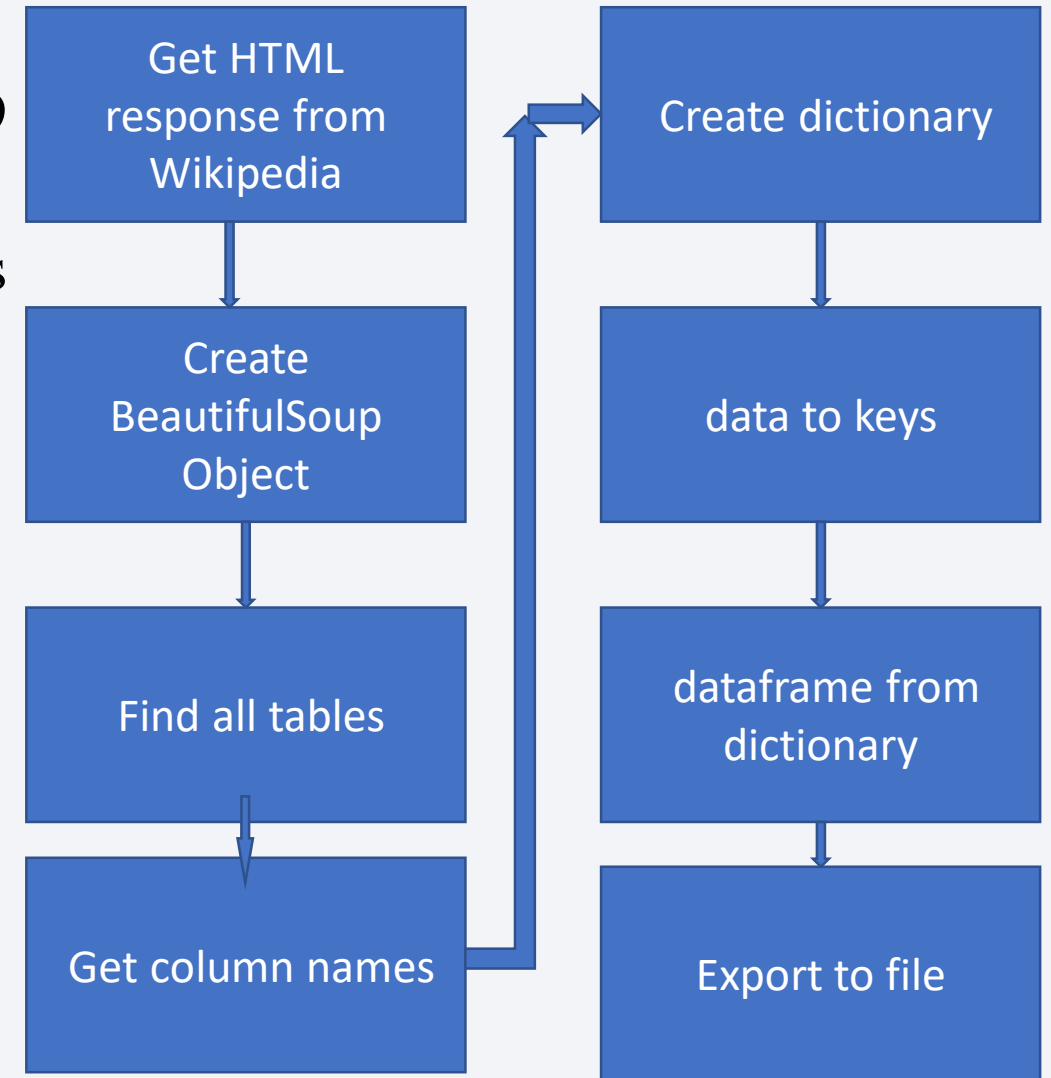 Get HTML
response from
Wikipedia
Create
BeautifulSoup
Object
Find all tables
Get column names
Create dictionary
data to keys
dataframe from
dictionary
Export to file